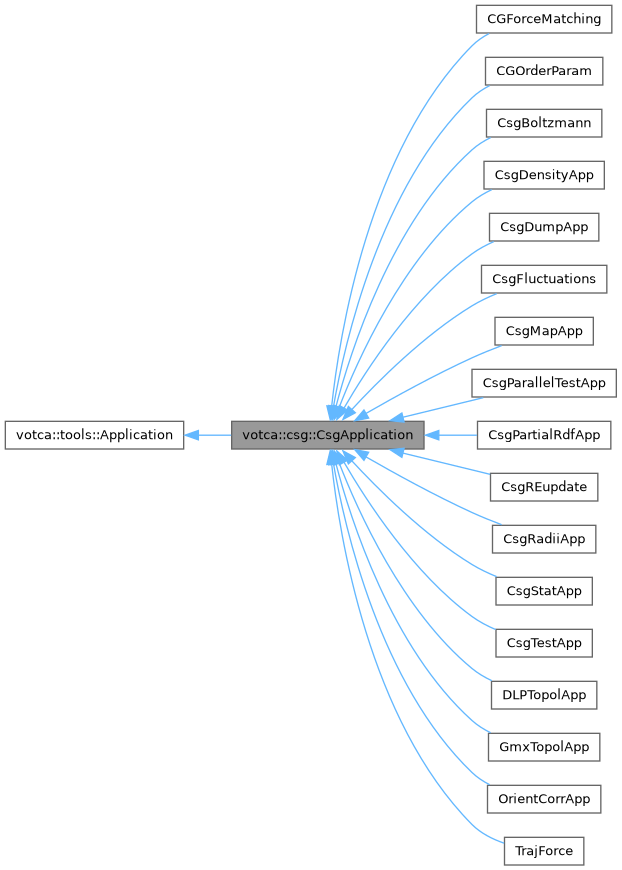 CGForceMatching
CGOrderParam
CsgBoltzmann
CsgDensityApp
CsgDumpApp
CsgFluctuations
CsgMapApp
CsgParallelTestApp
votca::tools::Application
votca::csg::CsgApplication
CsgPartialRdfApp
CsgREupdate
CsgRadiiApp
CsgStatApp
CsgTestApp
DLPTopolApp
GmxTopolApp
OrientCorrApp
TrajForce